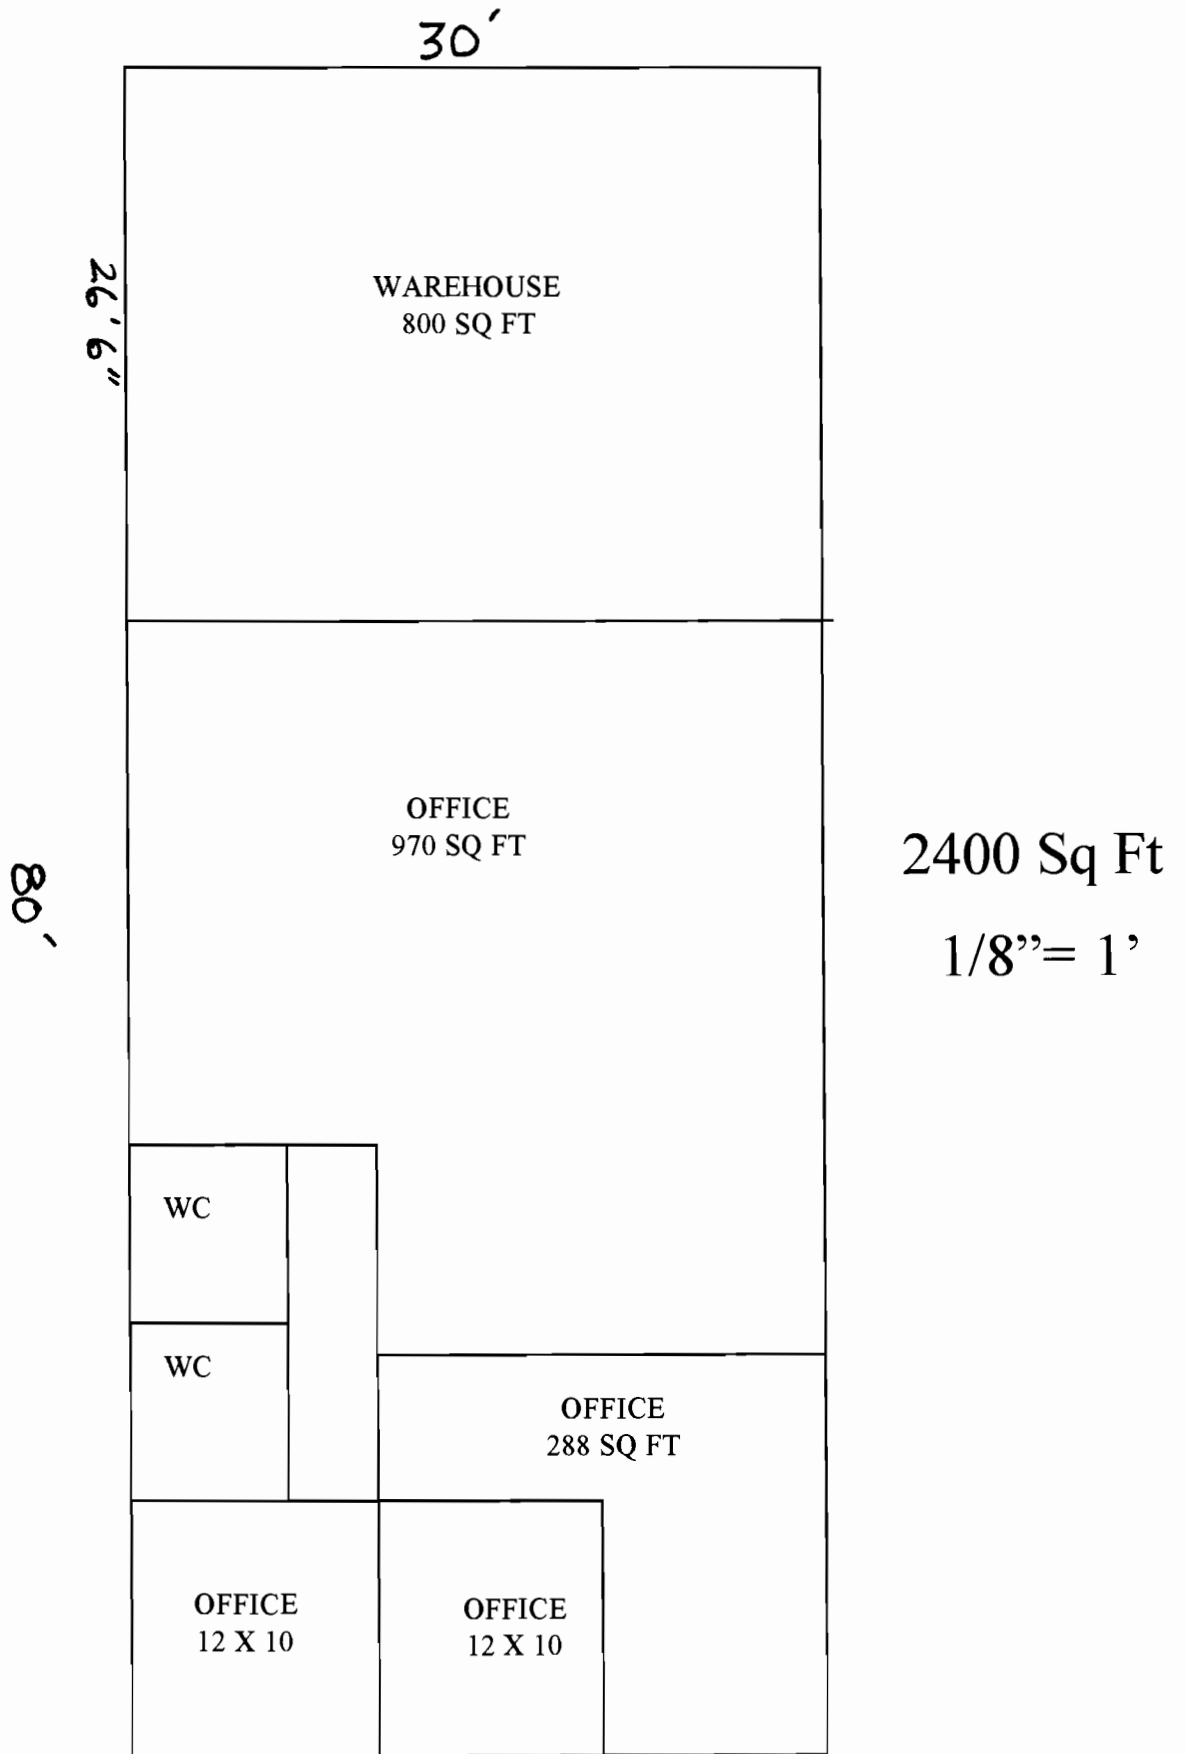 30'
26'6"
WAREHOUSE
800 SQ FT
OFFICE
970 SQ FT
80'
2400 Sq Ft
1/8”= 1’
WC
WC
OFFICE
288 SQ FT
OFFICE
12 X 10
OFFICE
12 X 10